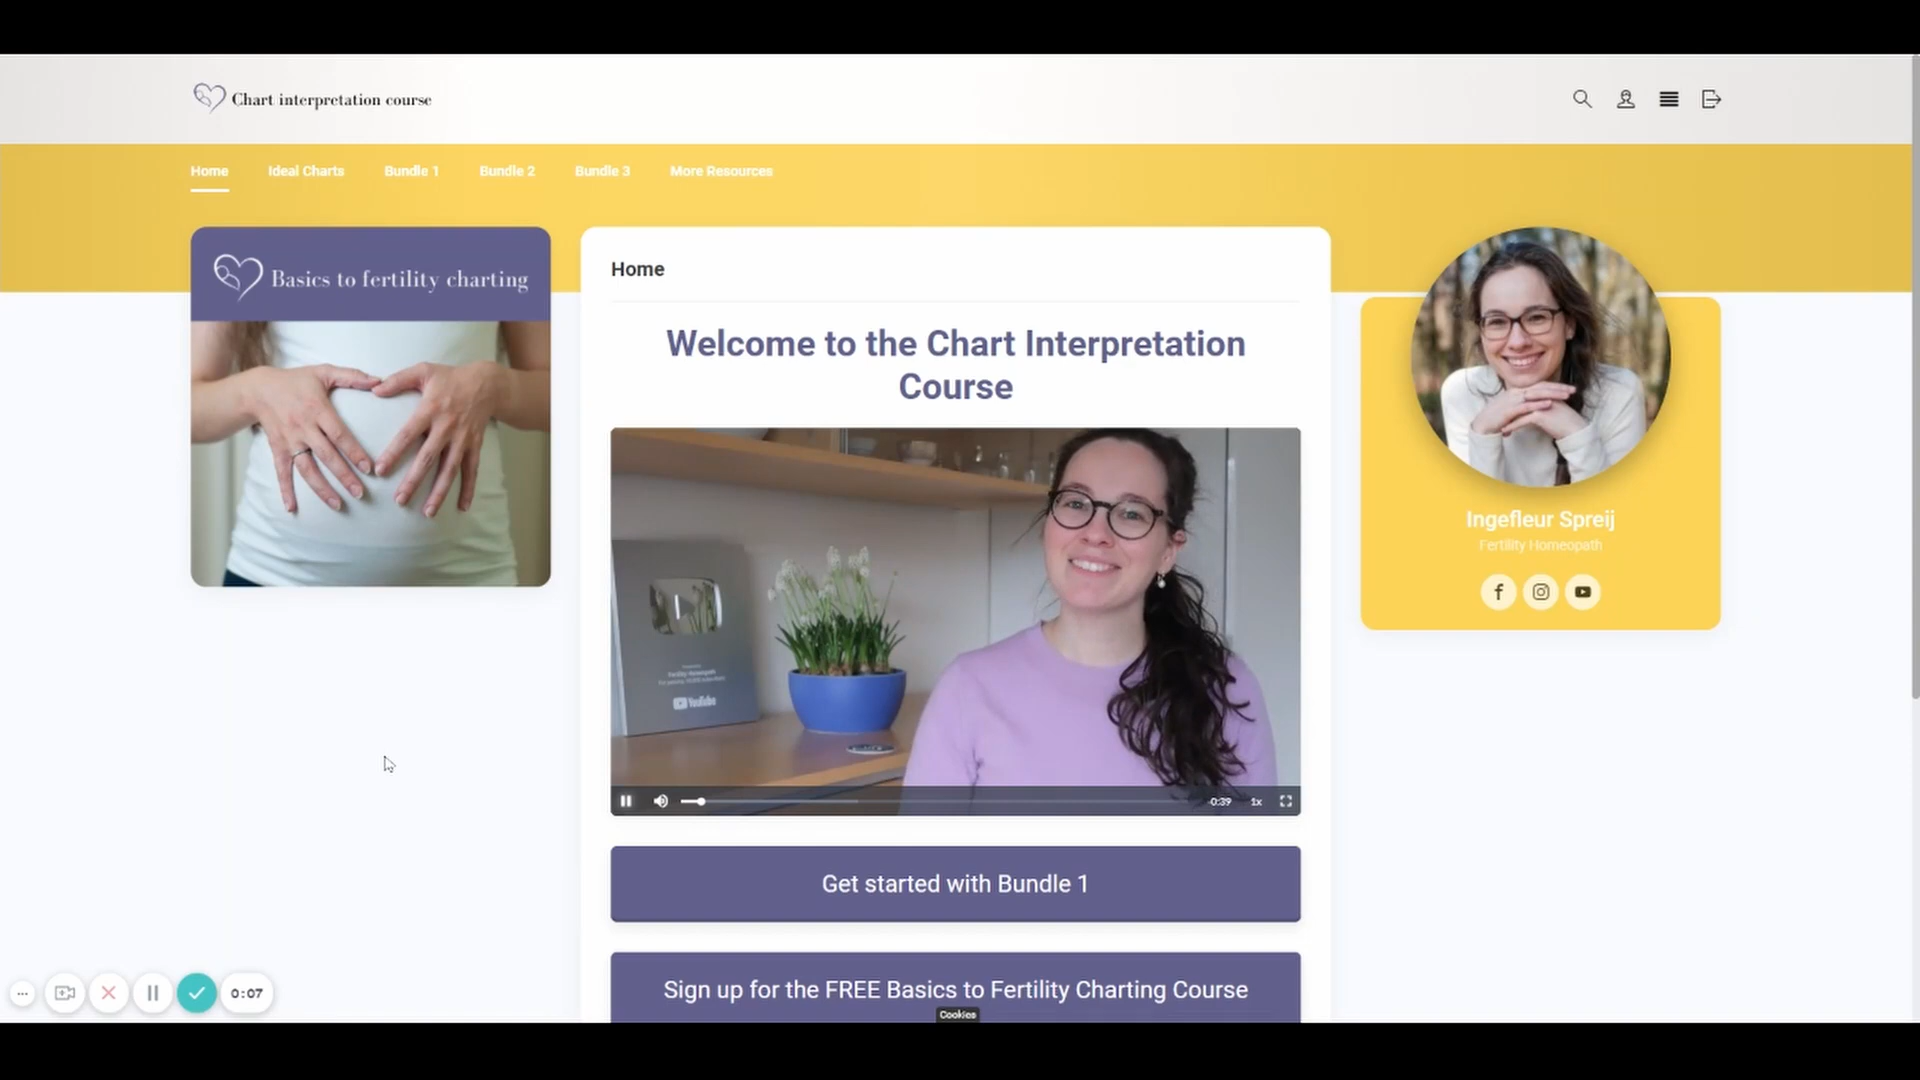 Chart interpretation course
Home
Ideal Charts
Bundle 1
Bundle 2
Bundle 3
More Resources
Basics to fertility charting
Home
Welcome to the Chart Interpretation
Course
YouTube
-0:39
1x
Ingefleur Spreij
Fertility Homeopath
Get started with Bundle 1
Sign up for the FREE Basics to Fertility Charting Course
Cookies
0:07